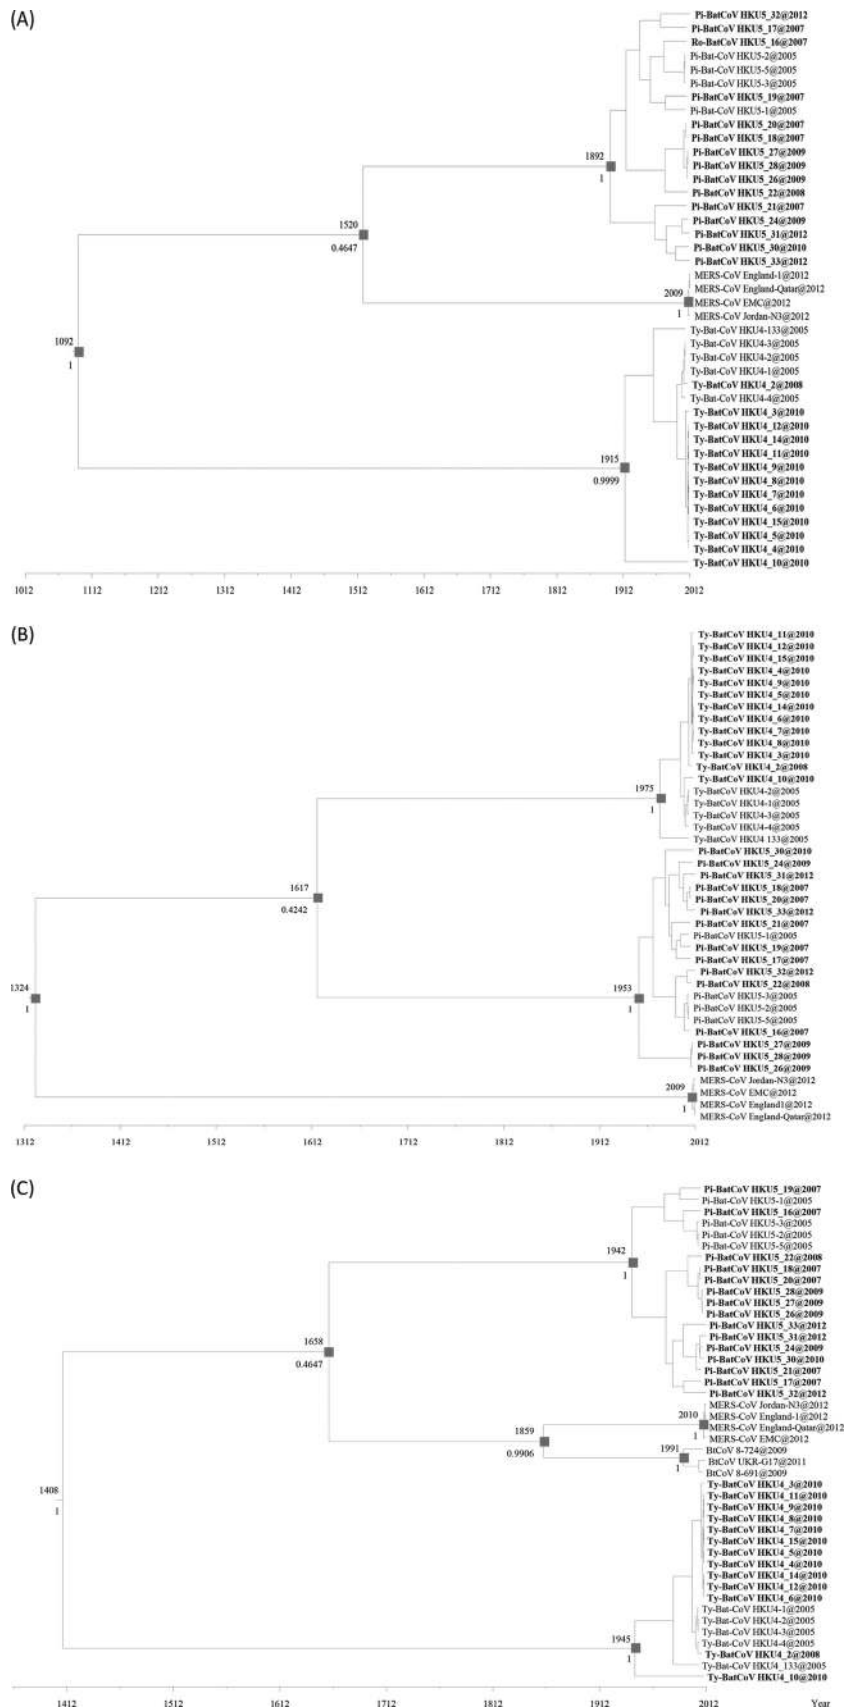 (A)
Pi-BatCoV HKU5_32@2012
Pi-BatCoV HKU5_17@2007
Ro-BatCoV HKU5_16@2007
Pi-Bat-CoV HKU5-2@2005
Pi-Bat-CoV HKU5-5@2005
Pi-Bat-CoV HKU5-3@2005
Pi-BatCoV HKU5_19@2007
Pi-Bat-CoV HKU5-1@2005
Pi-BatCoV HKU5_20@2007
Pi-BatCoV HKU5_18@2007
1892
Pi-BatCoV HKU5_27@2009
Pi-BatCoV HKU5_28@2009
1
Pi-BatCoV HKU5_26@2009
Pi-BatCoV HKU5_22@2008
Pi-BatCoV HKU5_21@2007
1520
Pi-BatCoV HKU5_24@2009
Pi-BatCoV HKU5_31@2012
0.4647
Pi-BatCoV HKU5_30@2010
Pi-BatCoV HKU5_33@2012
MERS-CoV England-1@2012
2009
MERS-CoV England-Qatar@2012
MERS-CoV EMC@2012
1
MERS-CoV Jordan-N3@2012
Ty-Bat-CoV HKU4-133@2005
1092
Ty-Bat-CoV HKU4-3@2005
Ty-Bat-CoV HKU4-2@2005
1
Ty-Bat-CoV HKU4-1@2005
Ty-BatCoV HKU4_2@2008
Ty-Bat-CoV HKU4-4@2005
Ty-BatCoV HKU4_3@2010
Ty-BatCoV HKU4_12@2010
Ty-BatCoV HKU4_14@2010
1915
Ty-BatCoV HKU4_11@2010
Ty-BatCoV HKU4_9@2010
0.9999
Ty-BatCoV HKU4_8@2010
Ty-BatCoV HKU4_7@2010
Ty-BatCoV HKU4_6@2010
Ty-BatCoV HKU4_15@2010
Ty-BatCoV HKU4_5@2010
Ty-BatCoV HKU4_4@2010
Ty-BatCoV HKU4_10@2010
1012 1112 1212 1312 1412 1512 1612 1712 1812 1912 2012
(B)
Ty-BatCoV HKU4_11@2010
Ty-BatCoV HKU4_12@2010
Ty-BatCoV HKU4_15@2010
Ty-BatCoV HKU4_4@2010
Ty-BatCoV HKU4_9@2010
Ty-BatCoV HKU4_5@2010
Ty-BatCoV HKU4_14@2010
Ty-BatCoV HKU4_6@2010
Ty-BatCoV HKU4_7@2010
Ty-BatCoV HKU4_8@2010
Ty-BatCoV HKU4_3@2010
Ty-BatCoV HKU4_2@2008
Ty-BatCoV HKU4_10@2010
1975
Ty-BatCoV HKU4-2@2005
Ty-BatCoV HKU4-1@2005
1
Ty-BatCoV HKU4-3@2005
Ty-BatCoV HKU4-4@2005
Ty-BatCoV HKU4 133@2005
Pi-BatCoV HKU5_30@2010
Pi-BatCoV HKU5_24@2009
Pi-BatCoV HKU5_31@2012
1617
Pi-BatCoV HKU5_18@2007
Pi-BatCoV HKU5_20@2007
0.4242
Pi-BatCoV HKU5_33@2012
Pi-BatCoV HKU5_21@2007
Pi-BatCoV HKU5-1@2005
Pi-BatCoV HKU5_19@2007
Pi-BatCoV HKU5_17@2007
Pi-BatCoV HKU5_32@2012
Pi-BatCoV HKU5_22@2008
1324
1953
Pi-BatCoV HKU5-3@2005
Pi-BatCoV HKU5-2@2005
1
1
Pi-BatCoV HKU5-5@2005
Pi-BatCoV HKU5_16@2007
Pi-BatCoV HKU5_27@2009
Pi-BatCoV HKU5_28@2009
Pi-BatCoV HKU5_26@2009
MERS-CoV Jordan-N3@2012
2009
MERS-CoV EMC@2012
1
MERS-CoV England1@2012
MERS-CoV England-Qatar@2012
1312 1412 1512 1612 1712 1812 1912 2012
(C)
Pi-BatCoV HKU5_19@2007
Pi-Bat-CoV HKU5-1@2005
Pi-BatCoV HKU5_16@2007
Pi-Bat-CoV HKU5-3@2005
Pi-Bat-CoV HKU5-2@2005
Pi-Bat-CoV HKU5-5@2005
1942
Pi-BatCoV HKU5_22@2008
Pi-BatCoV HKU5_18@2007
1
Pi-BatCoV HKU5_20@2007
Pi-BatCoV HKU5_28@2009
Pi-BatCoV HKU5_27@2009
Pi-BatCoV HKU5_26@2009
Pi-BatCoV HKU5_33@2012
1658
Pi-BatCoV HKU5_31@2012
Pi-BatCoV HKU5_24@2009
0.4647
Pi-BatCoV HKU5_30@2010
Pi-BatCoV HKU5_21@2007
Pi-BatCoV HKU5_17@2007
Pi-BatCoV HKU5_32@2012
MERS-CoV Jordan-N3@2012
2010
MERS-CoV England-1@2012
MERS-CoV England-Qatar@2012
1859
1
MERS-CoV EMC@2012
0.9906
1991
BtCoV 8-724@2009
BtCoV UKR-G17@2011
1
BtCoV 8-691@2009
Ty-BatCoV HKU4_3@2010
1408
Ty-BatCoV HKU4_11@2010
Ty-BatCoV HKU4_9@2010
1
Ty-BatCoV HKU4_8@2010
Ty-BatCoV HKU4_7@2010
Ty-BatCoV HKU4_15@2010
Ty-BatCoV HKU4_5@2010
Ty-BatCoV HKU4_4@2010
Ty-BatCoV HKU4_14@2010
Ty-BatCoV HKU4_12@2010
Ty-BatCoV HKU4_6@2010
Ty-Bat-CoV HKU4-1@2005
Ty-Bat-CoV HKU4-2@2005
Ty-Bat-CoV HKU4-3@2005
1945
Ty-Bat-CoV HKU4-4@2005
Ty-BatCoV HKU4_2@2008
1
Ty-Bat-CoV HKU4_133@2005
Ty-BatCoV HKU4_10@2010
1412 1512 1612 1712 1812 1912 2012 Year